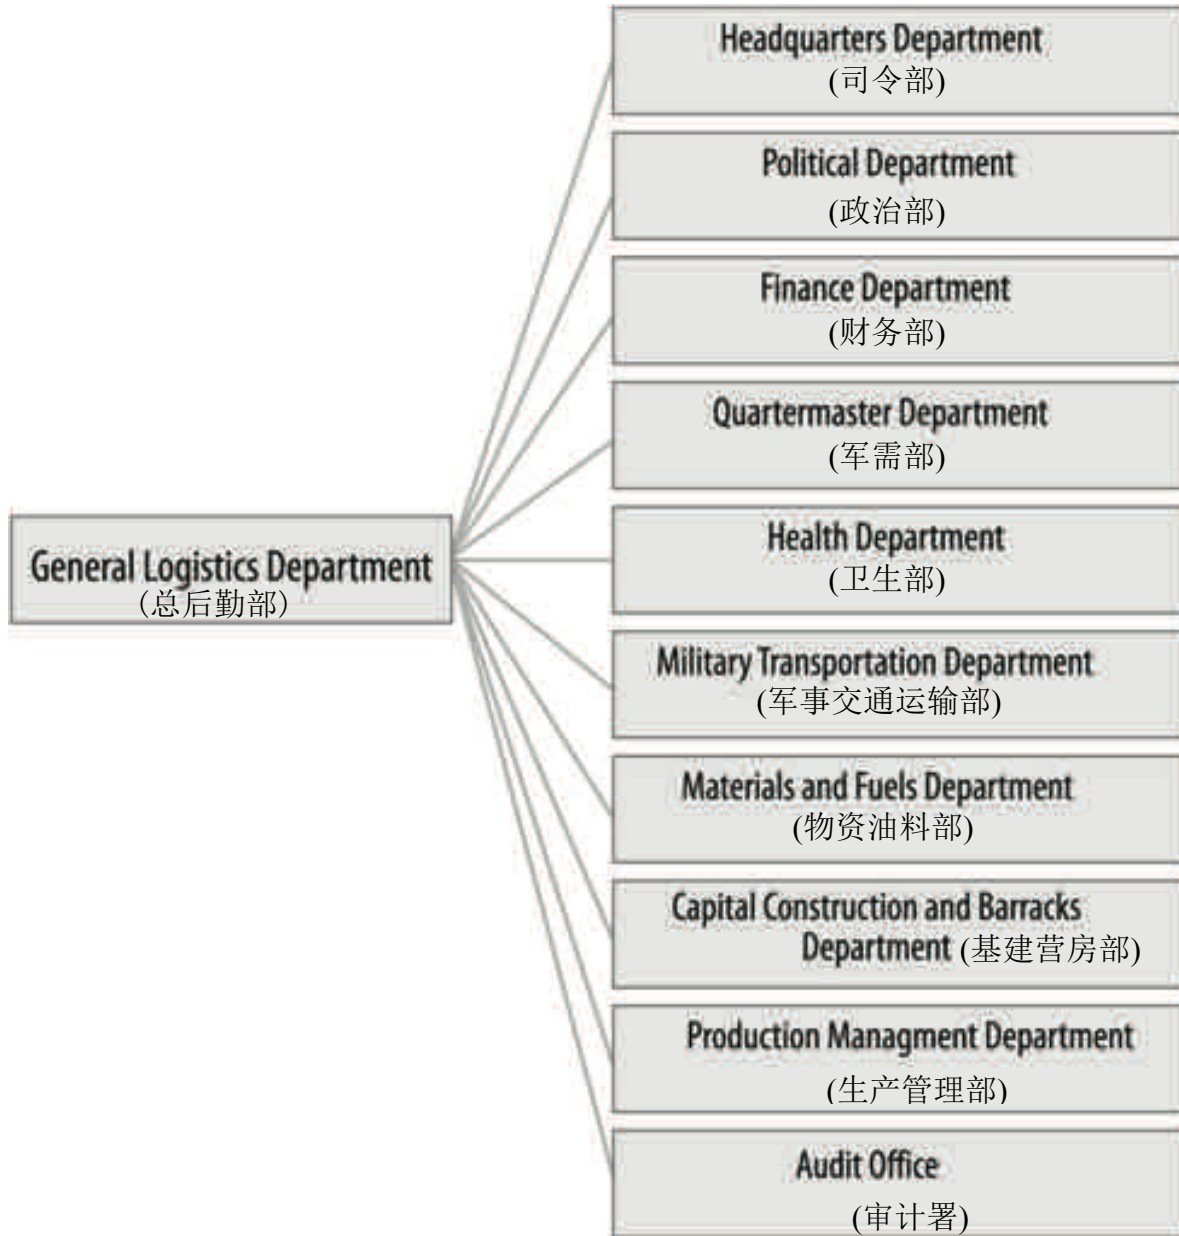 Headquarters Department
(司令部)
Political Department
(政治部)
Finance Department
(财务部)
Quartermaster Department
(军需部)
Health Department
(卫生部)
General Logistics Department
(总后勤部)
Military Transportation Department
(军事交通运输部)
Materials and Fuels Department
(物资油料部)
Capital Construction and Barracks
Department (基建营房部)
Production Managment Department
(生产管理部)
Audit Office
(审计署)